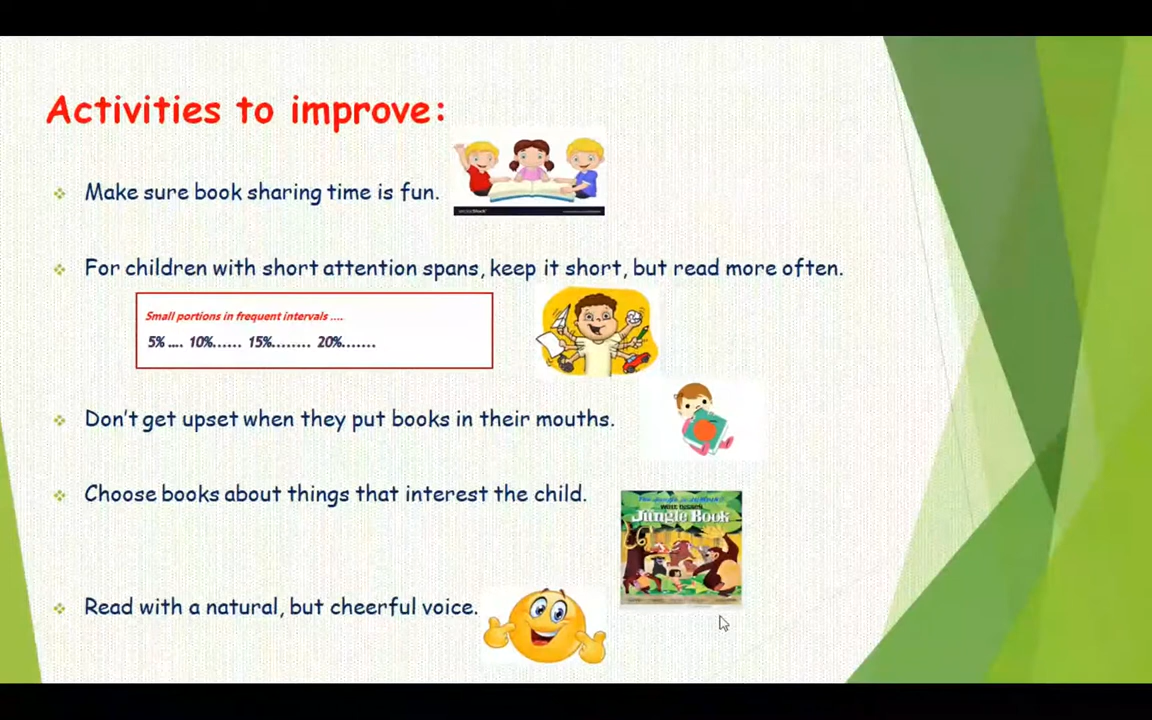 Activities to improve:
Make sure book sharing time is fun.
For children with short attention spans, keep it short, but read more often.
Small portions in frequent intervals ....
5% .... 10%...... 15%........ 20%.......
Don't get upset when they put books in their mouths.
Choose books about things that interest the child.
Walt Disney
Jungle Book
Read with a natural, but cheerful voice.